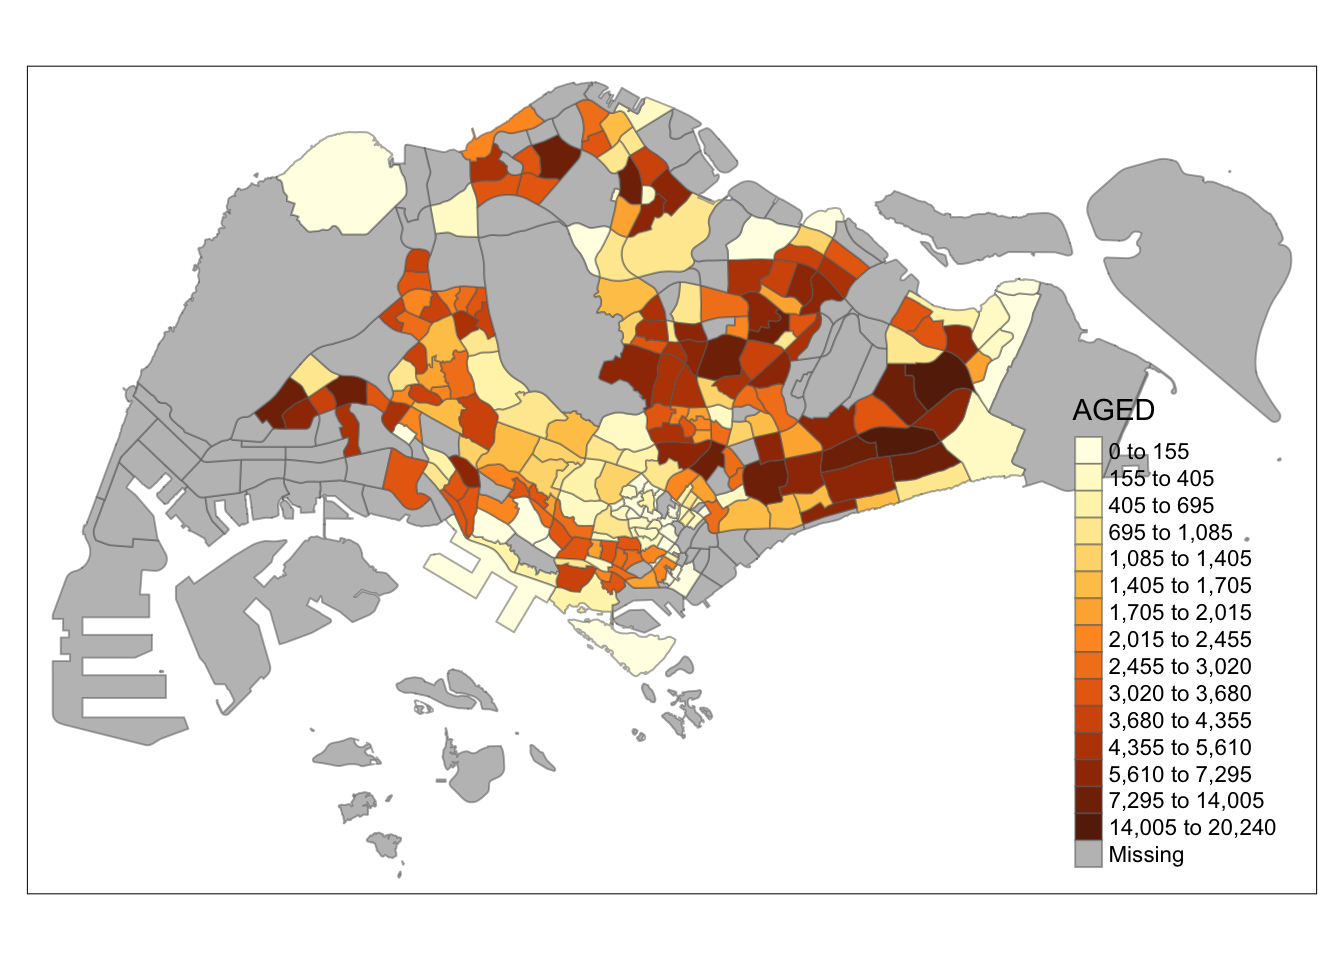 AGED
0 to 155
155 to 405
405 to 695
695 to 1,085
1,085 to 1,405
1,405 to 1,705
1,705 to 2,015
2,015 to 2,455
2,455 to 3,020
3,020 to 3,680
3,680 to 4,355
4,355 to 5,610
5,610 to 7,295
7,295 to 14,005
14,005 to 20,240
Missing